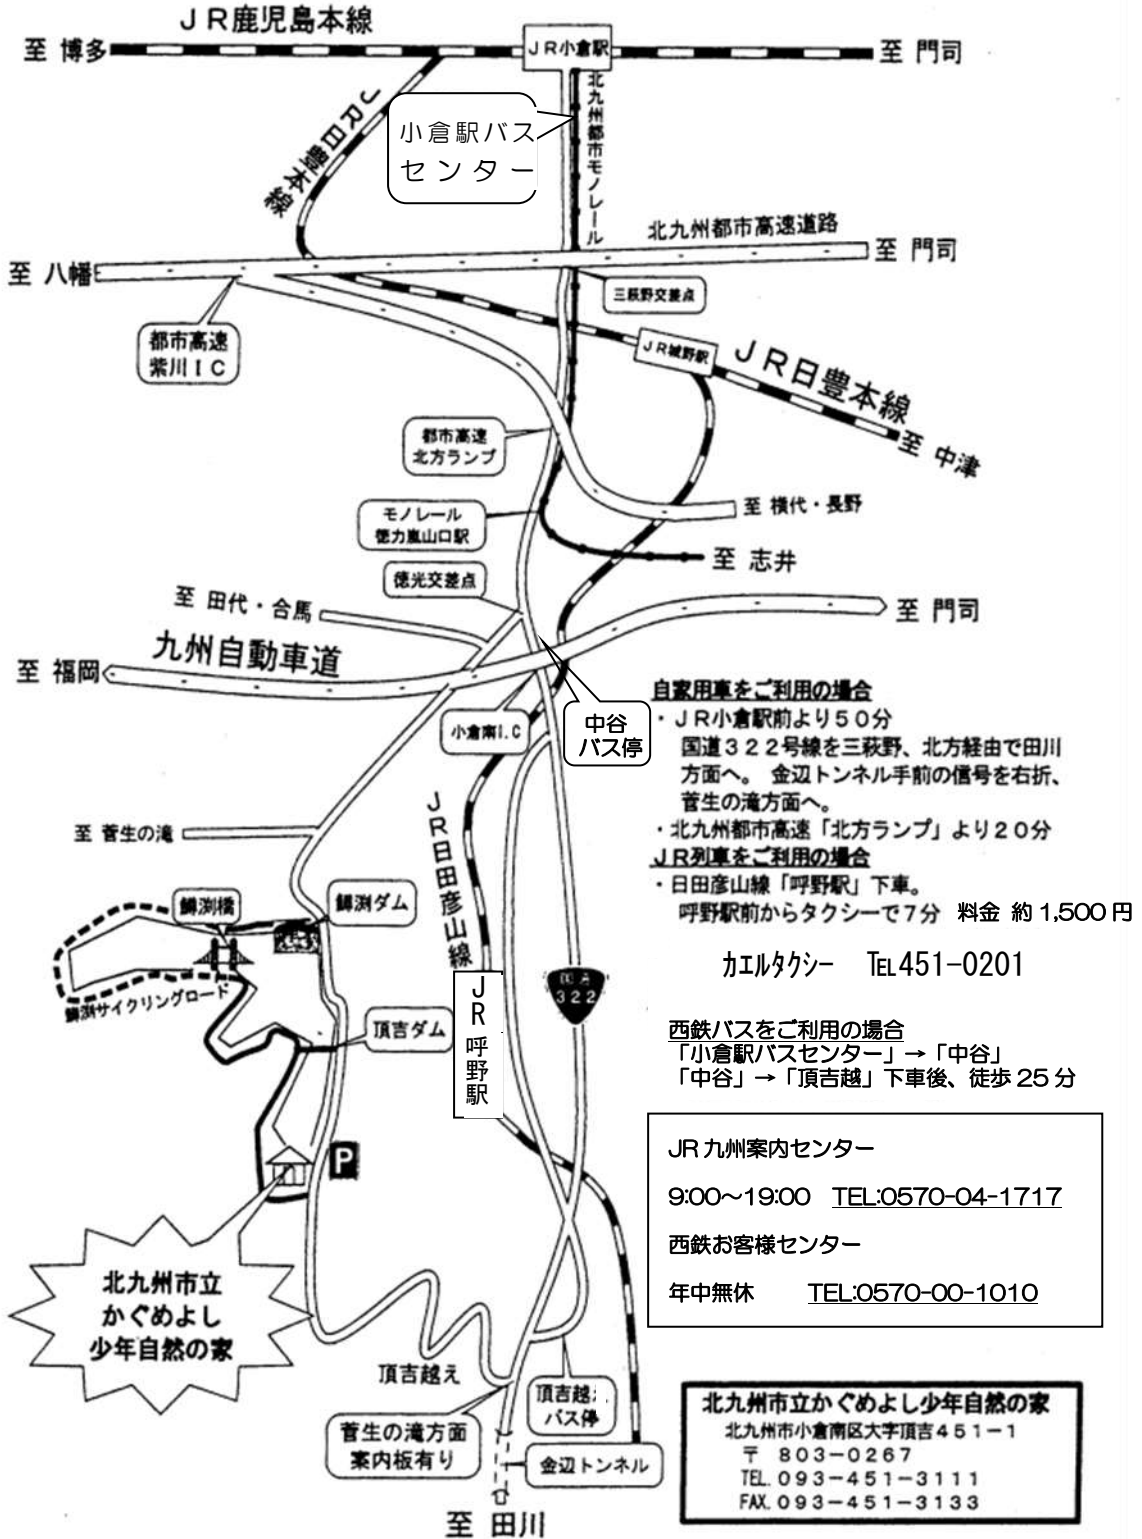 ＪＲ鹿児島本線
至 博多
ＪＲ小倉駅
至 門司
ＪＲ日豊本線
小倉駅バス
センター
北九州都市モノレール
北九州都市高速道路
至 八幡
至 門司
三萩野交差点
都市高速
紫川ＩＣ
ＪＲ城野駅
ＪＲ日豊本線
至 中津
都市高速
北方ランプ
至 横代・長野
モノレール
徳力嵐山口駅
至 志井
徳光交差点
至 田代・合馬
至 門司
九州自動車道
至 福岡
小倉南I.C
中谷
バス停
自家用車をご利用の場合
・ＪＲ小倉駅前より５０分
国道３２２号線を三萩野、北方経由で田川
方面へ。 金辺トンネル手前の信号を右折、
菅生の滝方面へ。
・北九州都市高速「北方ランプ」より２０分
ＪＲ列車をご利用の場合
・日田彦山線「呼野駅」下車。
呼野駅前からタクシーで７分 料金 約1,500円
カエルタクシー TEL451-0201
至 菅生の滝
ＪＲ日田彦山線
鱒渕橋
鱒渕ダム
鱒渕サイクリングロード
頂吉ダム
JR 呼野駅
国道
322
西鉄バスをご利用の場合
「小倉駅バスセンター」→「中谷」
「中谷」→「頂吉越」下車後、徒歩25分
JR九州案内センター
9:00～19:00 TEL:0570-04-1717
西鉄お客様センター
年中無休 TEL:0570-00-1010
P
北九州市立
かぐめよし
少年自然の家
頂吉越え
頂吉越え
バス停
菅生の滝方面
案内板有り
金辺トンネル
至 田川
北九州市立かぐめよし少年自然の家
北九州市小倉南区大字頂吉４５１－１
〒 ８０３－０２６７
TEL.０９３－４５１－３１１１
FAX.０９３－４５１－３１３３